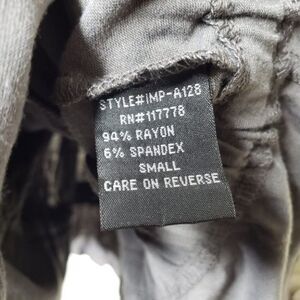 STYLE#IMP-A128
RN#117778
94% RAYON
6% SPANDEX
SMALL
CARE ON REVERSE